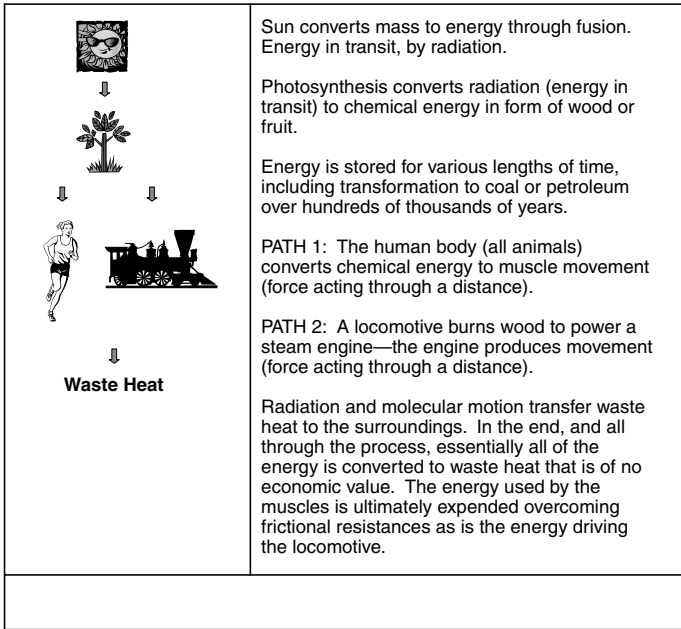 Sun converts mass to energy through fusion.
Energy in transit, by radiation.
Photosynthesis converts radiation (energy in
transit) to chemical energy in form of wood or
fruit.
Energy is stored for various lengths of time,
including transformation to coal or petroleum
over hundreds of thousands of years.
PATH 1: The human body (all animals)
converts chemical energy to muscle movement
(force acting through a distance).
PATH 2: A locomotive burns wood to power a
steam engine—the engine produces movement
(force acting through a distance).
Waste Heat
Radiation and molecular motion transfer waste
heat to the surroundings. In the end, and all
through the process, essentially all of the
energy is converted to waste heat that is of no
economic value. The energy used by the
muscles is ultimately expended overcoming
frictional resistances as is the energy driving
the locomotive.